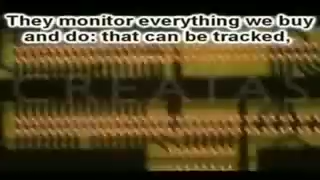 They monitor everything we buy
and do: that can be tracked,
CREATAS